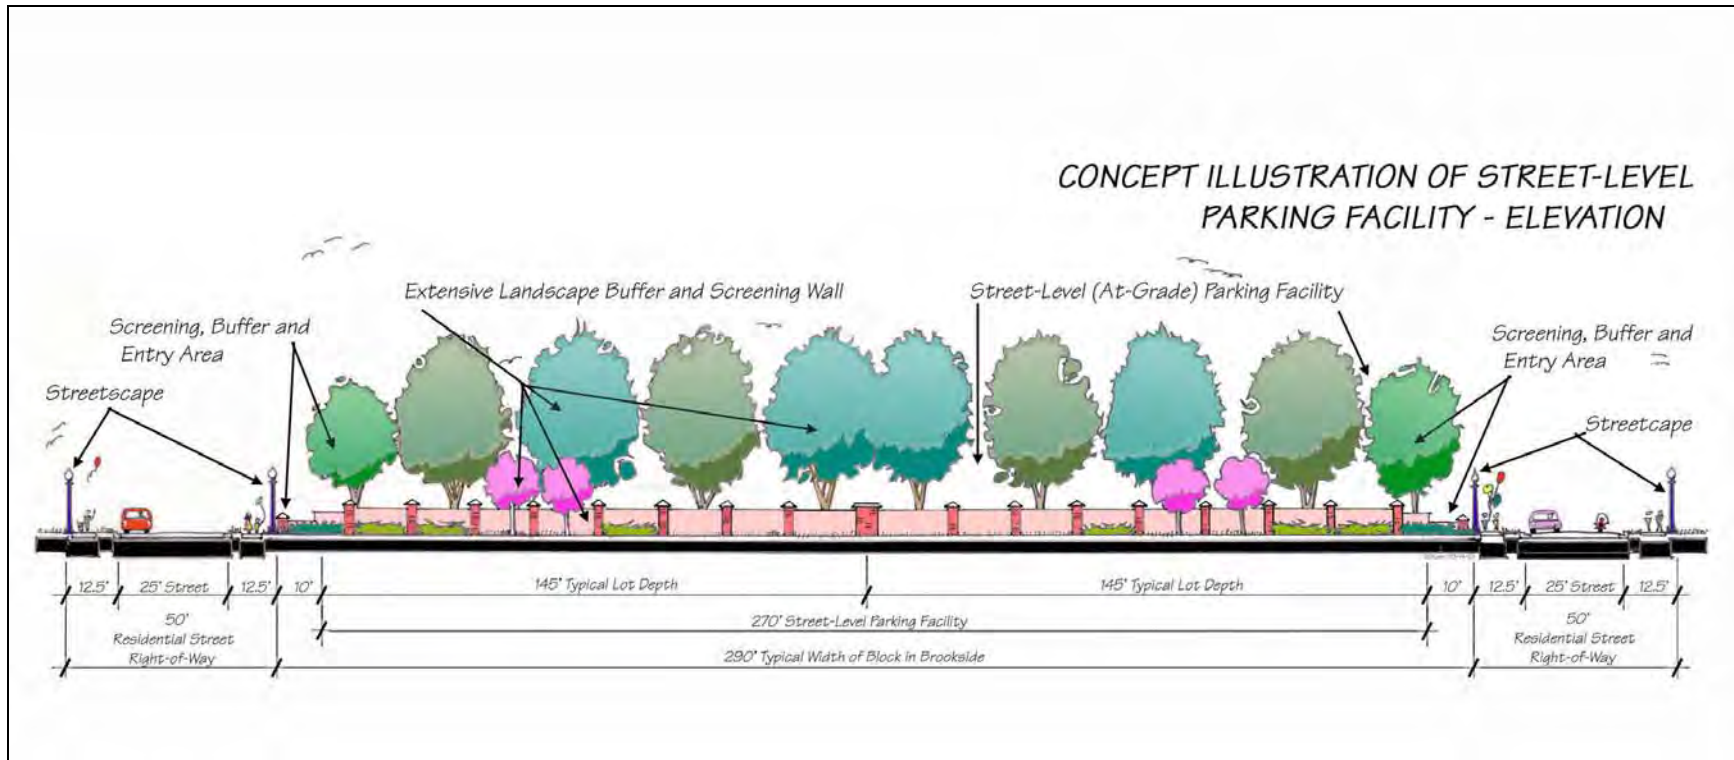 CONCEPT ILLUSTRATION OF STREET-LEVEL
PARKING FACILITY - ELEVATION
Extensive Landscape Buffer and Screening Wall
Street-Level (At-Grade) Parking Facility
Screening, Buffer and
Entry Area
Screening, Buffer and
Entry Area
Streetscape
Streetcape
12.5'
25' Street
12.5'
10'
145' Typical Lot Depth
145' Typical Lot Depth
10'
12.5'
25' Street
12.5'
50'
Residential Street
Right-of-Way
270' Street-Level Parking Facility
290' Typical Width of Block in Brookside
50'
Residential Street
Right-of-Way